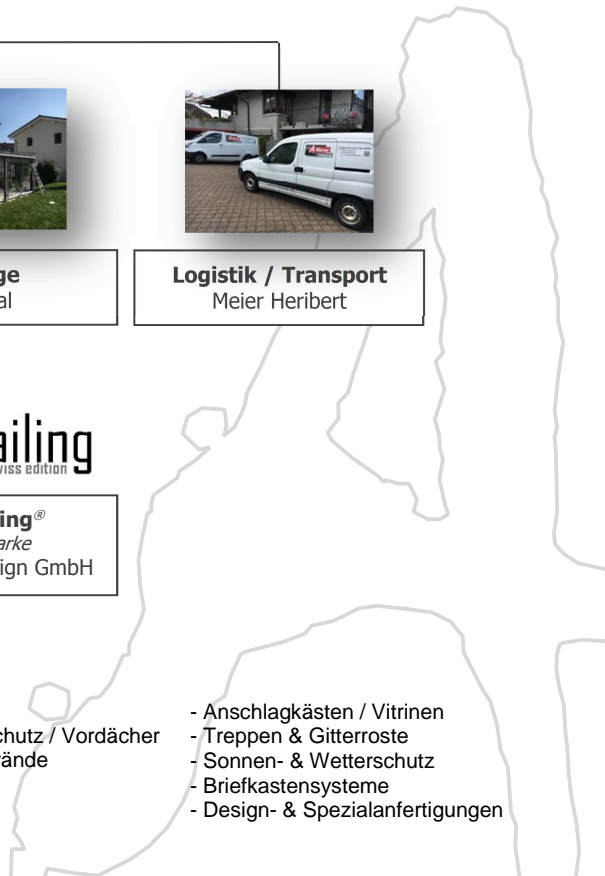 ge
al
Logistik / Transport
Meier Heribert
ailing
viss edition
ing®
arke
ign GmbH
chutz / Vordächer
ände
- Anschlagkästen / Vitrinen
- Treppen & Gitterroste
- Sonnen- & Wetterschutz
- Briefkastensysteme
- Design- & Spezialanfertigungen